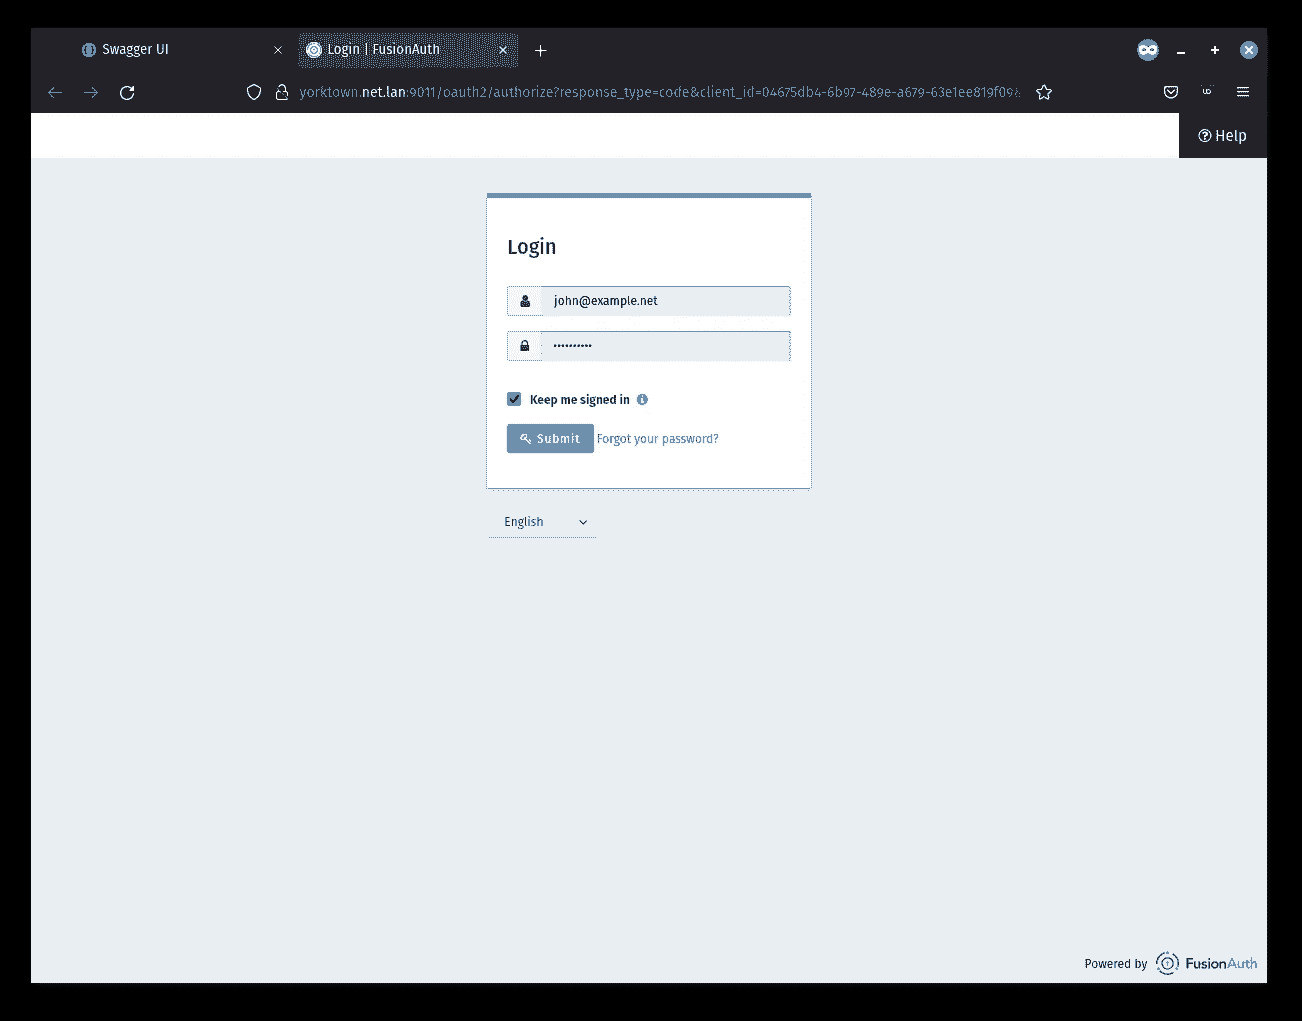 Swagger UI
Login | FusionAuth
yorktown.net.lan:9011/oauth2/authorize?response_type=code&client_id=04675db4-6b97-489e-a679-63e1ee819f09
Help
Login
john@example.net
Keep me signed in
Submit Forgot your password?
English
Powered by FusionAuth